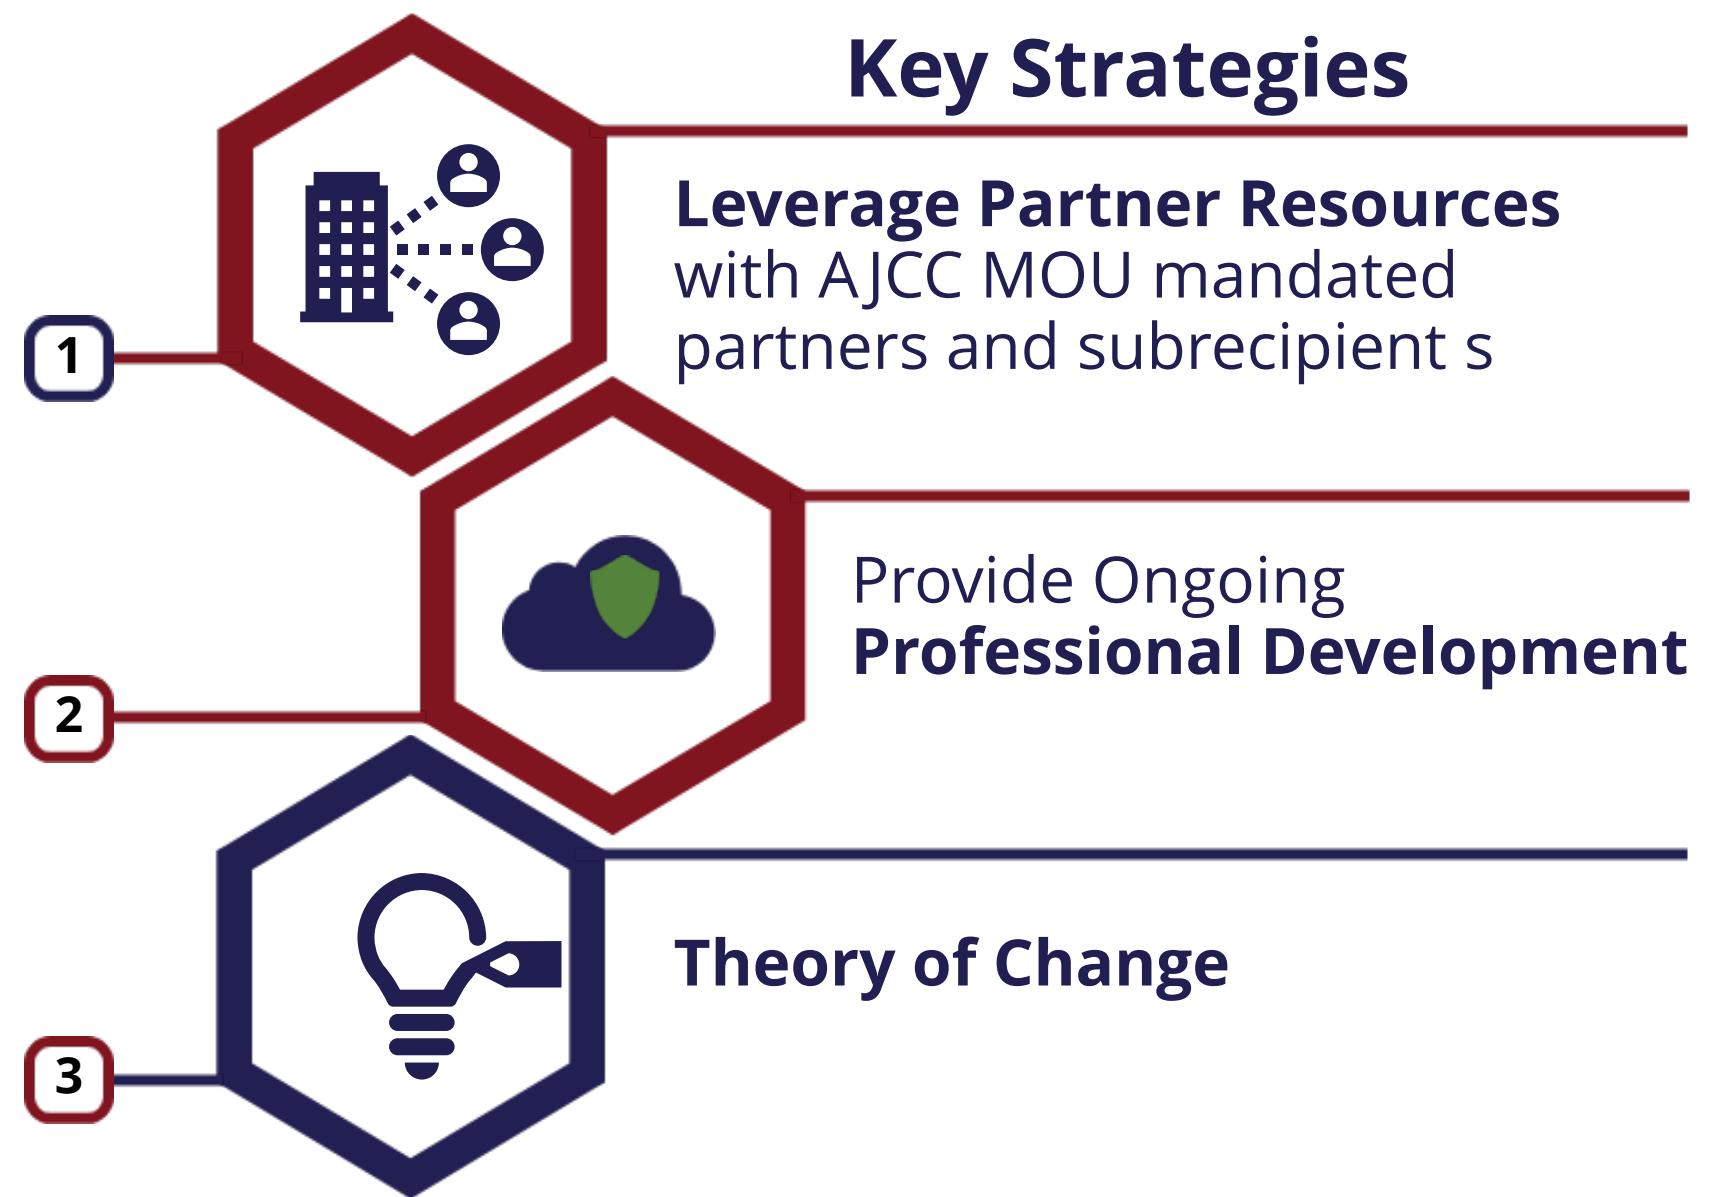 Key Strategies
Leverage Partner Resources
with AJCC MOU mandated
partners and subrecipient s
1
Provide Ongoing
Professional Development
2
Theory of Change
3